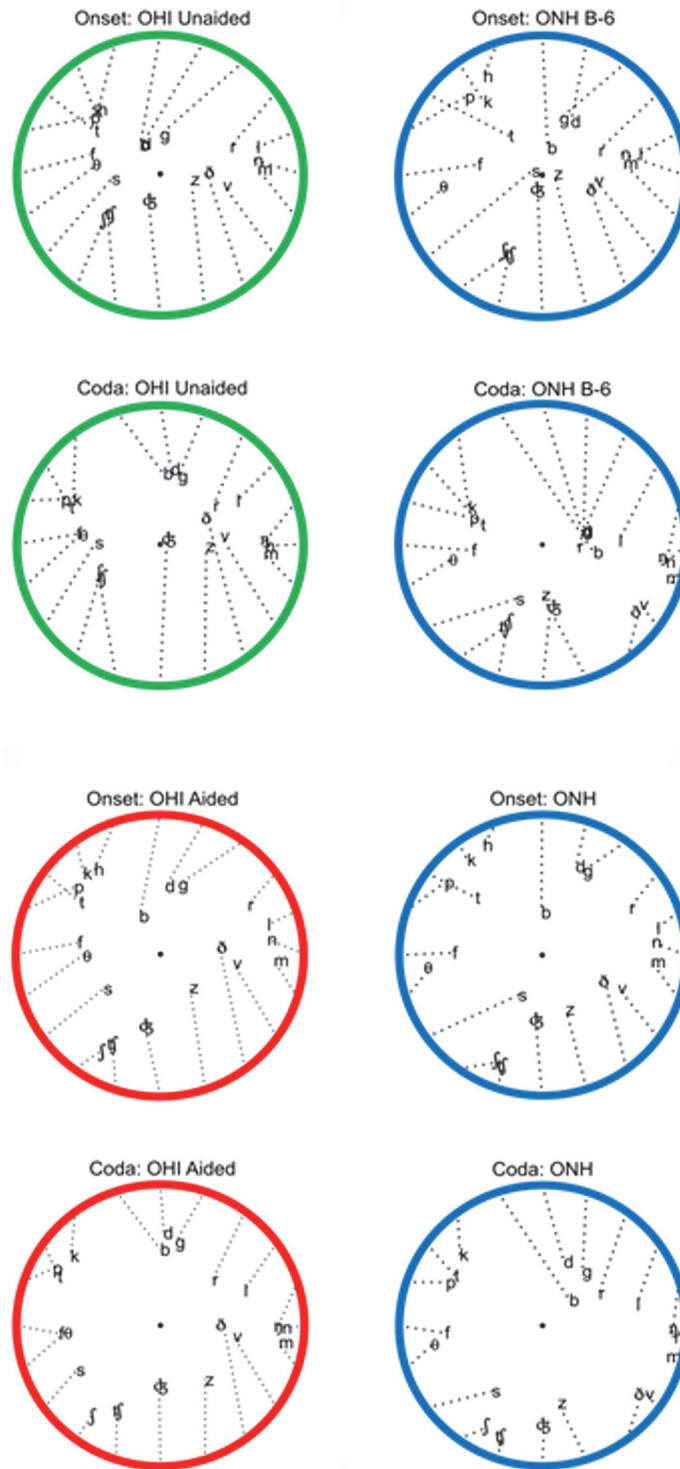 Onset: OHI Unaided
h
p
t
f
θ
s
b
d
g
r
l
n
m
ð
v
z
ʤ
ʃ
ʧ
Onset: ONH B-6
h
p
k
t
g
d
b
f
θ
s
ʤ
z
r
l
n
m
ð
v
ʃ
ʧ
Coda: OHI Unaided
b
d
g
p
k
t
f
θ
s
ʤ
r
l
ð
v
z
n
m
ʃ
ʧ
Coda: ONH B-6
k
p
t
f
θ
s
d
r
b
l
ŋ
n
m
z
ʤ
ð
v
ʃ
ʧ
Onset: OHI Aided
k
h
p
t
d
g
b
r
l
n
m
f
θ
ð
v
s
z
ʤ
ʃ
ʧ
Onset: ONH
h
k
p
t
d
g
b
r
l
n
m
f
θ
s
ð
v
z
ʤ
ʃ
ʧ
Coda: OHI Aided
d
g
b
k
p
t
r
l
f
θ
ð
v
ŋ
n
m
s
z
ʤ
ʃ
ʧ
Coda: ONH
k
t
p
d
g
b
r
l
f
θ
ŋ
m
s
z
ð
v
ʃ
ʧ
ʤ